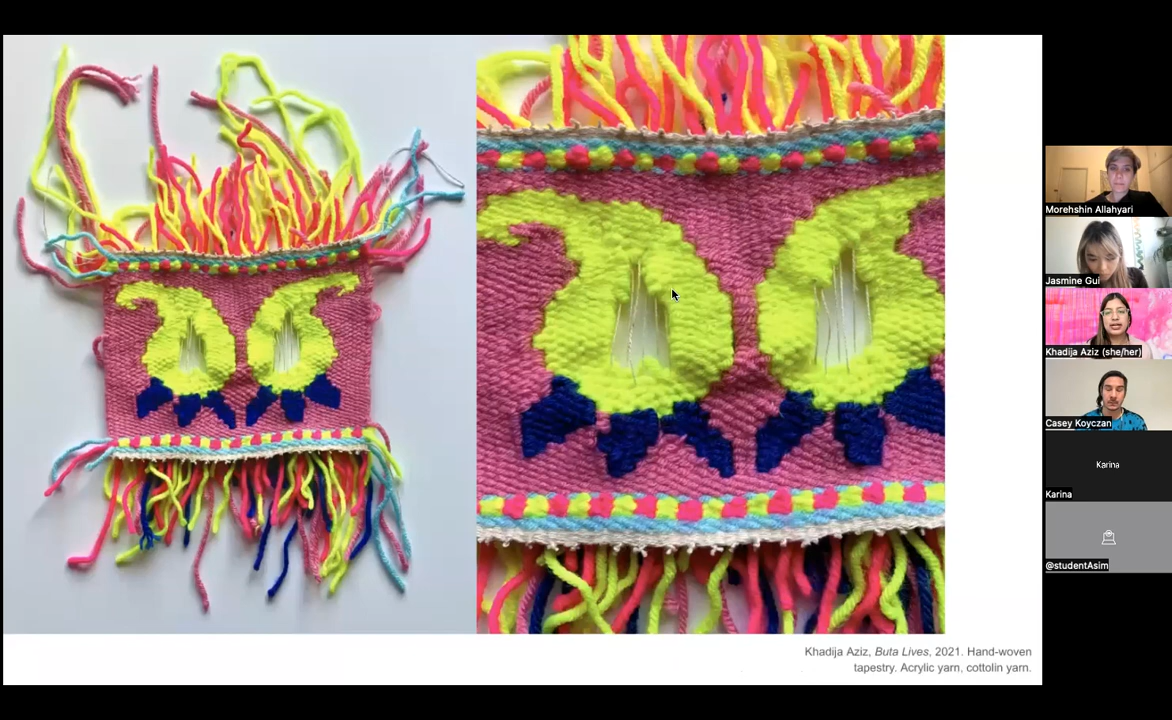 Khadija Aziz, Buta Lives, 2021. Hand-woven
tapestry. Acrylic yarn, cottolin yarn.
Morehshin Allahyari
Jasmine Gui
Khadija Aziz (she/her)
Casey Koyczan
Karina
Karina
@studentAsim